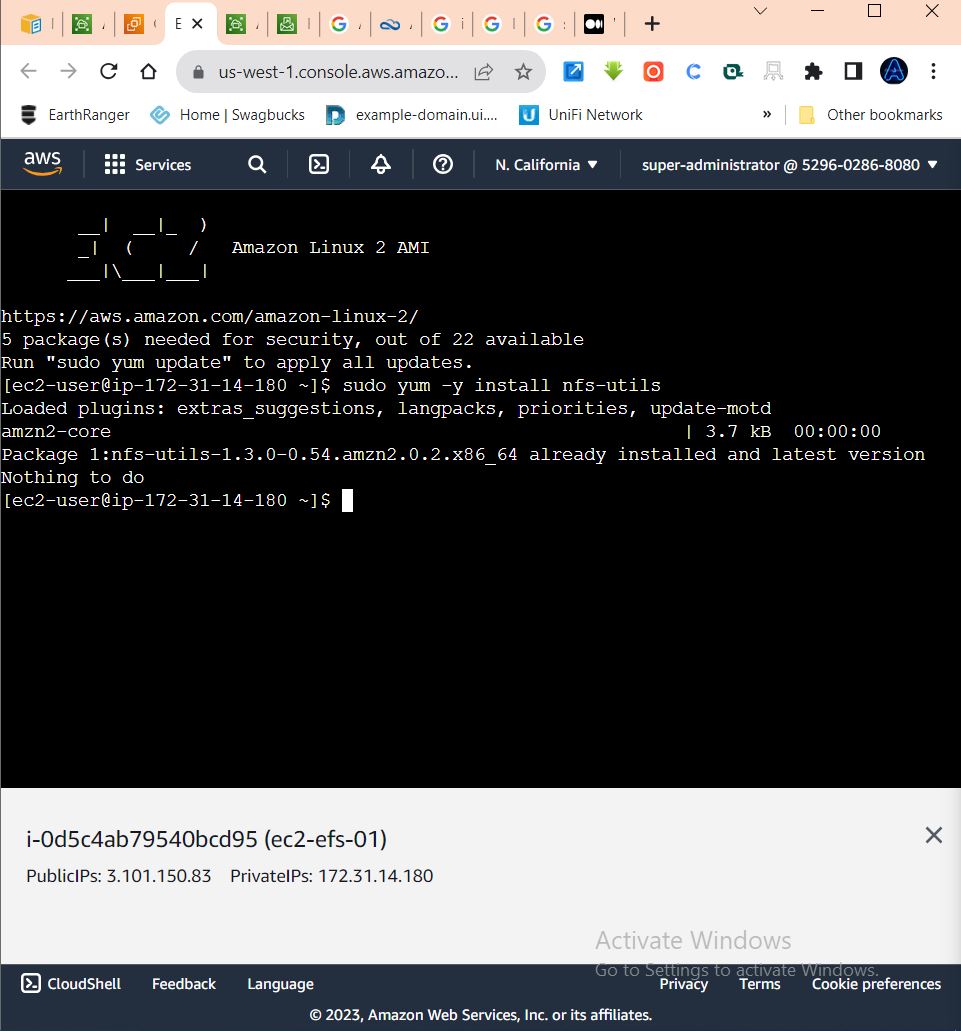 E
us-west-1.console.aws.amazo...
EarthRanger Home | Swagbucks example-domain.ui.... UniFi Network » Other bookmarks
aws Services N. California super-administrator @ 5296-0286-8080
__| __|_ )
_| ( / Amazon Linux 2 AMI
___|\___|___|
https://aws.amazon.com/amazon-linux-2/
5 package(s) needed for security, out of 22 available
Run "sudo yum update" to apply all updates.
[ec2-user@ip-172-31-14-180 ~]$ sudo yum -y install nfs-utils
Loaded plugins: extras_suggestions, langpacks, priorities, update-motd
amzn2-core | 3.7 kB 00:00:00
Package 1:nfs-utils-1.3.0-0.54.amzn2.0.2.x86_64 already installed and latest version
Nothing to do
[ec2-user@ip-172-31-14-180 ~]$
i-0d5c4ab79540bcd95 (ec2-efs-01)
PublicIPs: 3.101.150.83 PrivateIPs: 172.31.14.180
Activate Windows
Go to Settings to activate Windows.
CloudShell Feedback Language Privacy Terms Cookie preferences
© 2023, Amazon Web Services, Inc. or its affiliates.